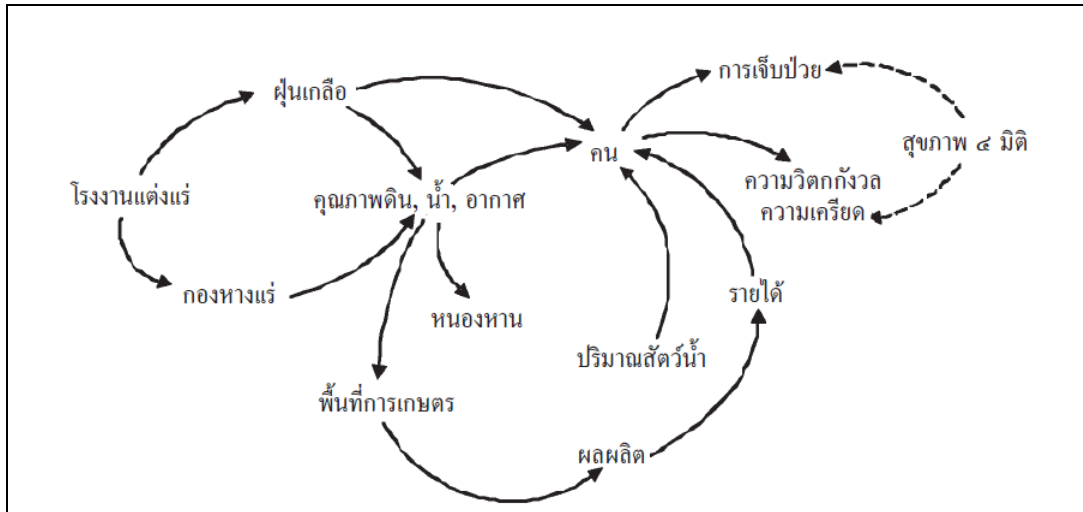 การเจ็บป่วย
ฝุ่นเกลือ
สุขภาพ ๔ มิติ
คน
ความวิตกกังวล
ความเครียด
โรงงานแต่งแร่
คุณภาพดิน, น้ำ, อากาศ
กองหางแร่
รายได้
หนองหาน
ปริมาณสัตว์น้ำ
พื้นที่การเกษตร
ผลผลิต